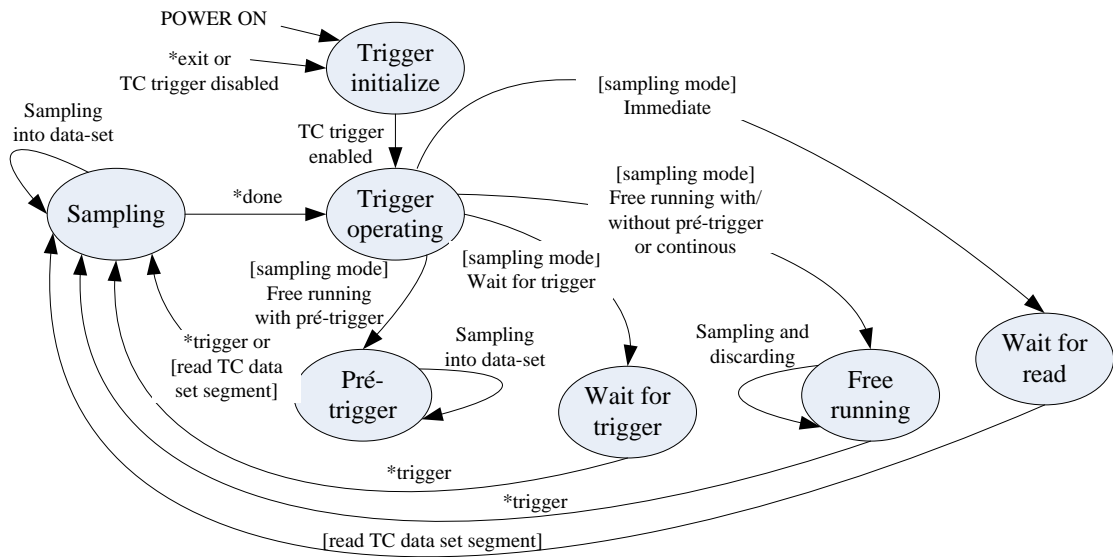 POWER ON
*exit or
TC trigger disabled
Trigger
initialize
[sampling mode]
Immediate
Sampling
into data-set
TC trigger
enabled
Sampling
*done
Trigger
operating
[sampling mode]
Free running with/
without pré-trigger
or continous
[sampling mode]
Free running
with pré-trigger
[sampling mode]
Wait for trigger
*trigger or
[read TC data
set segment]
Sampling
into data-set
Sampling and
discarding
Pré-
trigger
Wait for
trigger
Free
running
Wait for
read
*trigger
*trigger
[read TC data set segment]